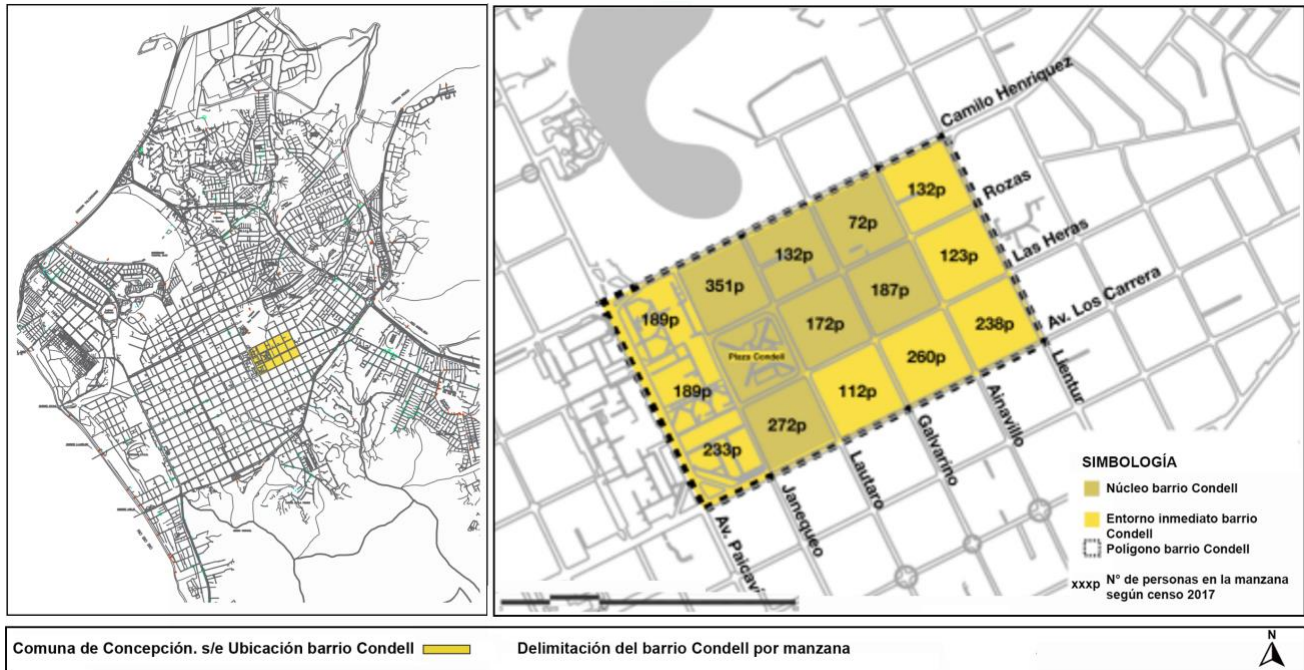 Camilo Henriquez
Rozas
Las Heras
Av. Los Carrera
132p
72p
132p
123p
351p
187p
189p
172p
238p
Plaza Condell
260p
189p
112p
272p
233p
Lientur
Ainavillo
Galvarino
Lautaro
Janequeo
Av. Paicaví
SIMBOLOGÍA
Núcleo barrio Condell
Entorno inmediato barrio
Condell
Polígono barrio Condell
xxxp N° de personas en la manzana
según censo 2017
Comuna de Concepción. s/e Ubicación barrio Condell
Delimitación del barrio Condell por manzana
N